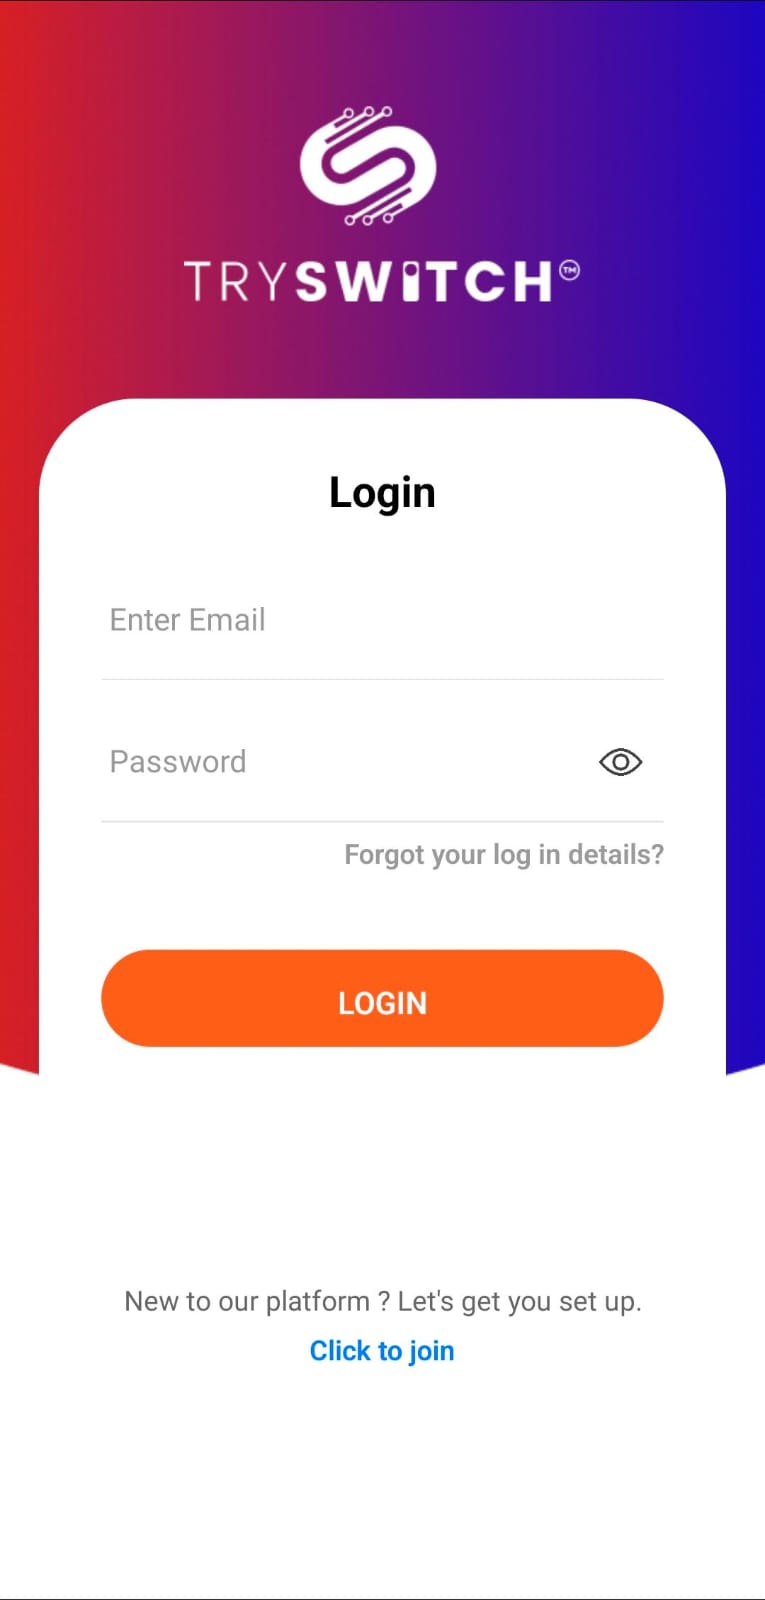 TRYSWiTCH™
Login
Enter Email
Password
Forgot your log in details?
LOGIN
New to our platform ? Let's get you set up.
Click to join